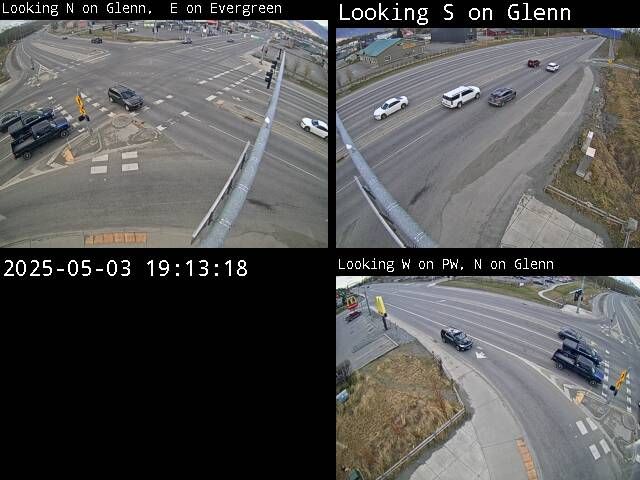 Looking N on Glenn,  E on Evergreen
Looking S on Glenn
2025-05-03 19:13:18
Looking W on PW, N on Glenn